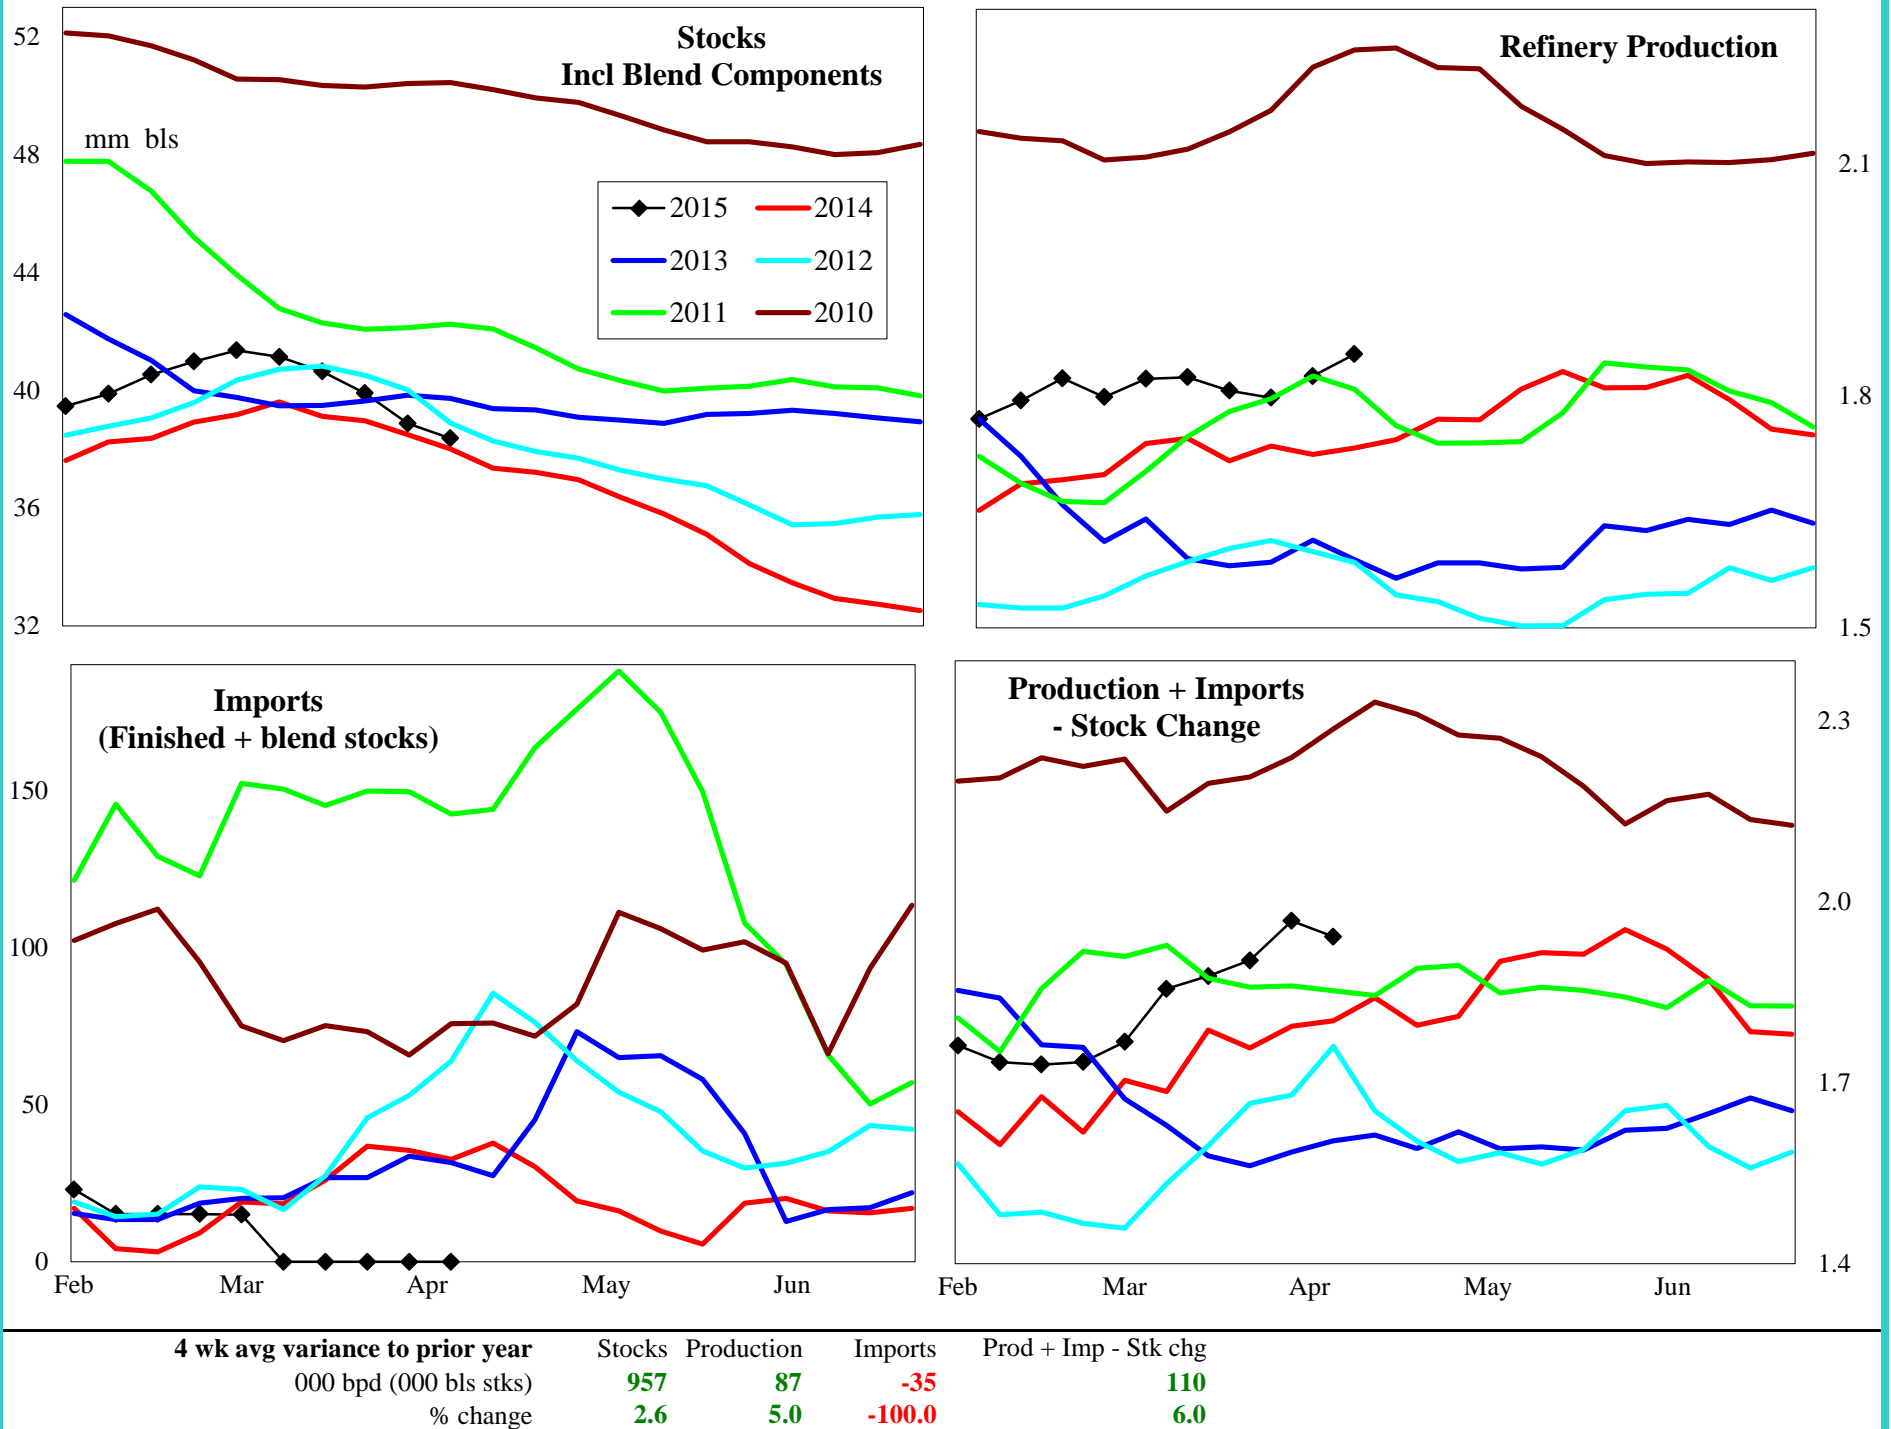 Stocks
Incl Blend Components
mm bls
52
48
44
40
36
32
2015
2014
2013
2012
2011
2010
Refinery Production
2.1
1.8
1.5
Imports
(Finished + blend stocks)
150
100
50
0
Feb Mar Apr May Jun
Production + Imports
- Stock Change
2.3
2.0
1.7
1.4
Feb Mar Apr May Jun
4 wk avg variance to prior year Stocks Production Imports Prod + Imp - Stk chg
000 bpd (000 bls stks) 957 87 -35 110
% change 2.6 5.0 -100.0 6.0